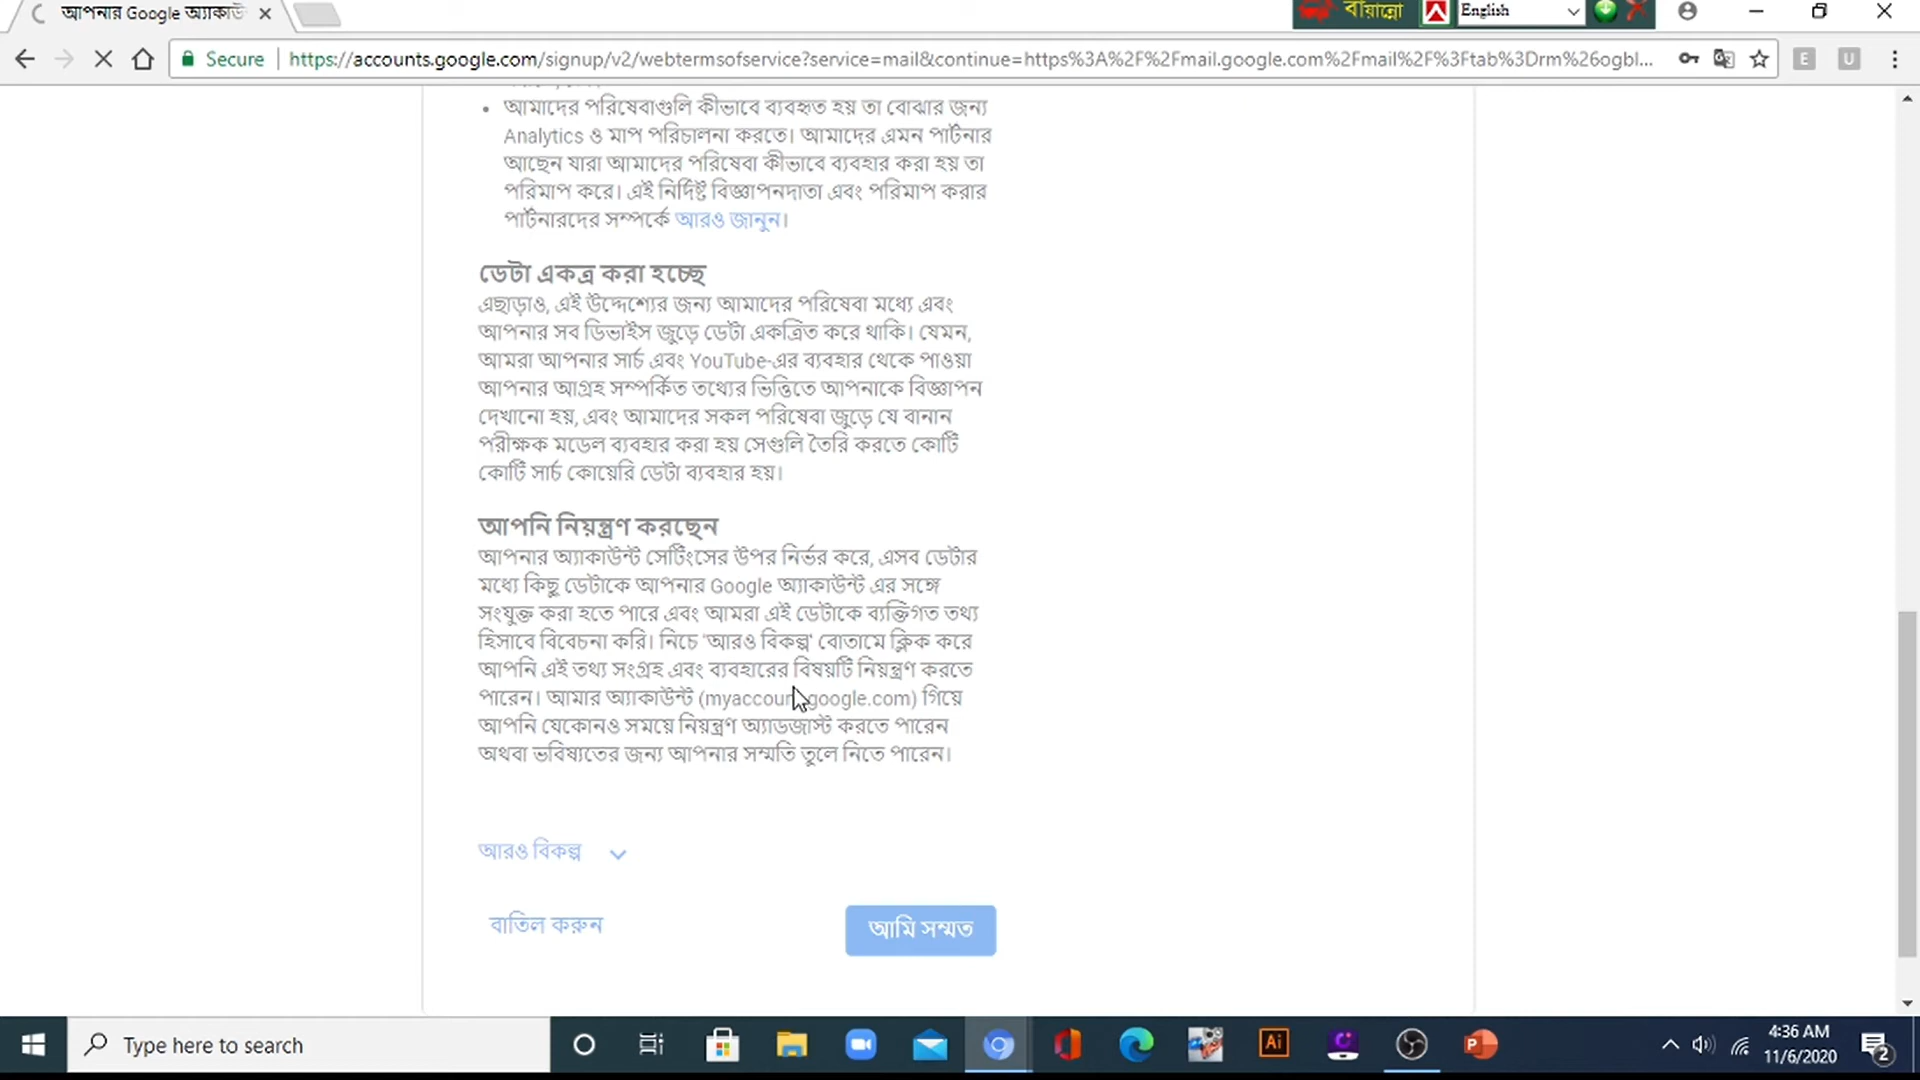 আপনার Google অ্যাকাউ
বায়ান্নো
English
Secure
https://accounts.google.com/signup/v2/webtermsofservice?service=mail&continue=https%3A%2F%2Fmail.google.com%2Fmail%2F%3Ftab%3Drm%26ogbl...
E
U
• আমাদের পরিষেবাগুলি কীভাবে ব্যবহৃত হয় তা বোঝার জন্য
Analytics ও মাপ পরিচালনা করতে। আমাদের এমন পার্টনার
আছেন যারা আমাদের পরিষেবা কীভাবে ব্যবহার করা হয় তা
পরিমাপ করে। এই নির্দিষ্ট বিজ্ঞাপনদাতা এবং পরিমাপ করার
পার্টনারদের সম্পর্কে আরও জানুন।
ডেটা একত্র করা হচ্ছে
এছাড়াও, এই উদ্দেশ্যের জন্য আমাদের পরিষেবা মধ্যে এবং
আপনার সব ডিভাইস জুড়ে ডেটা একত্রিত করে থাকি। যেমন,
আমরা আপনার সার্চ এবং YouTube-এর ব্যবহার থেকে পাওয়া
আপনার আগ্রহ সম্পর্কিত তথ্যের ভিত্তিতে আপনাকে বিজ্ঞাপন
দেখানো হয়, এবং আমাদের সকল পরিষেবা জুড়ে যে বানান
পরীক্ষক মডেল ব্যবহার করা হয় সেগুলি তৈরি করতে কোটি
কোটি সার্চ কোয়েরি ডেটা ব্যবহার হয়।
আপনি নিয়ন্ত্রণ করছেন
আপনার অ্যাকাউন্ট সেটিংসের উপর নির্ভর করে, এসব ডেটার
মধ্যে কিছু ডেটাকে আপনার Google অ্যাকাউন্ট এর সঙ্গে
সংযুক্ত করা হতে পারে এবং আমরা এই ডেটাকে ব্যক্তিগত তথ্য
হিসাবে বিবেচনা করি। নিচে 'আরও বিকল্প' বোতামে ক্লিক করে
আপনি এই তথ্য সংগ্রহ এবং ব্যবহারের বিষয়টি নিয়ন্ত্রণ করতে
পারেন। আমার অ্যাকাউন্ট (myaccount.google.com) গিয়ে
আপনি যেকোনও সময়ে নিয়ন্ত্রণ অ্যাডজাস্ট করতে পারেন
অথবা ভবিষ্যতের জন্য আপনার সম্মতি তুলে নিতে পারেন।
আরও বিকল্প
বাতিল করুন
আমি সম্মত
Type here to search
Ai
4:36 AM
11/6/2020
2